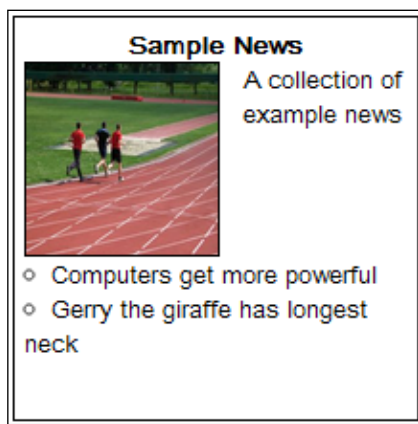 Sample News
A collection of
example news
Computers get more powerful
Gerry the giraffe has longest
neck